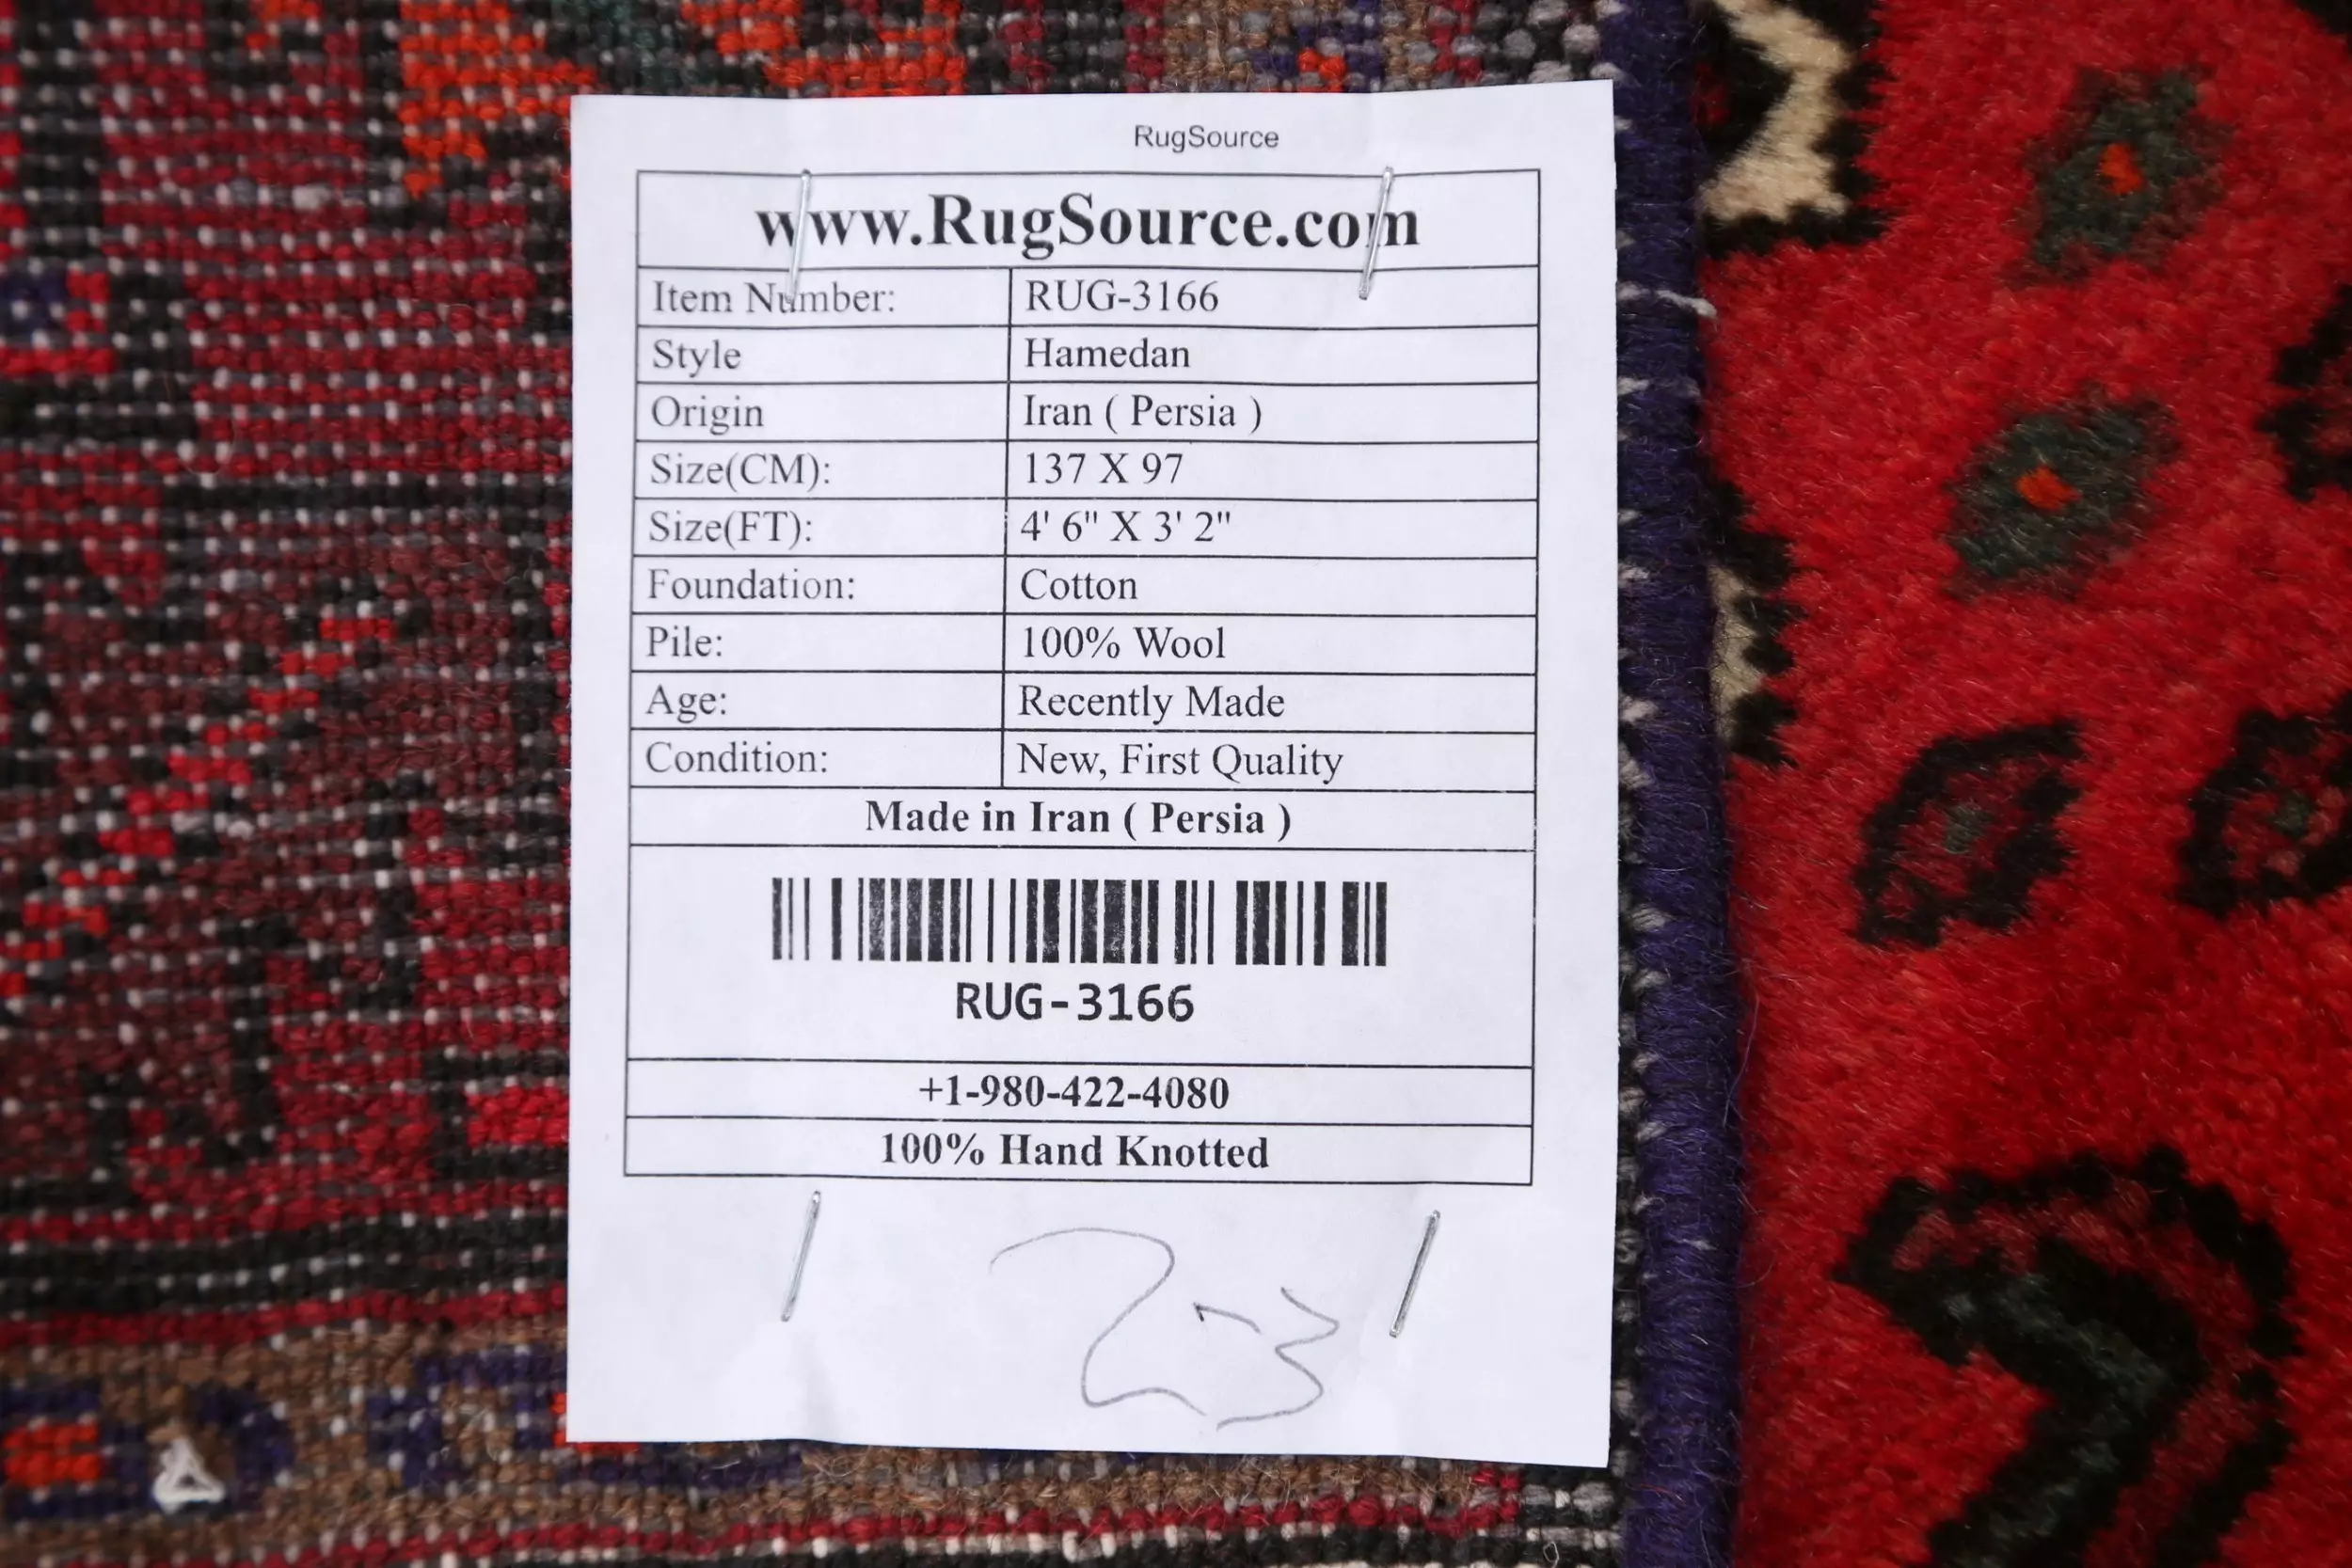 RugSource
www.RugSource.com
Item Number: RUG-3166
Style Hamedan
Origin Iran ( Persia )
Size(CM): 137 X 97
Size(FT): 4' 6" X 3' 2"
Foundation: Cotton
Pile: 100% Wool
Age: Recently Made
Condition: New, First Quality
Made in Iran ( Persia )
RUG-3166
+1-980-422-4080
100% Hand Knotted
2-3